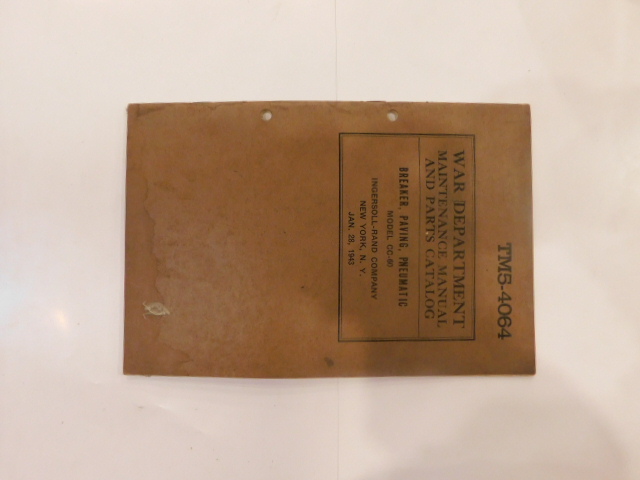 TM5-4064
WAR DEPARTMENT
MAINTENANCE MANUAL
AND PARTS CATALOG
BREAKER, PAVING, PNEUMATIC
MODEL CC-80
INGERSOLL-RAND COMPANY
NEW YORK, N. Y.
JAN. 28, 1943